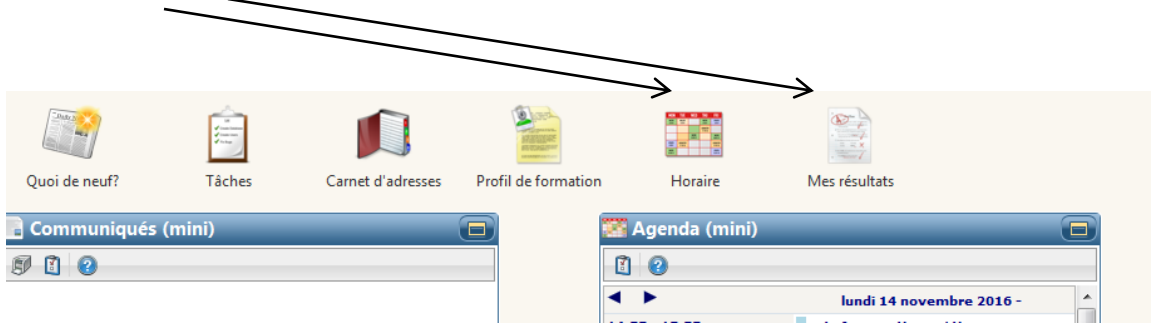 Quoi de neuf?
Tâches
Carnet d'adresses
Profil de formation
Horaire
Mes résultats
Communiqués (mini)
Agenda (mini)
lundi 14 novembre 2016 -